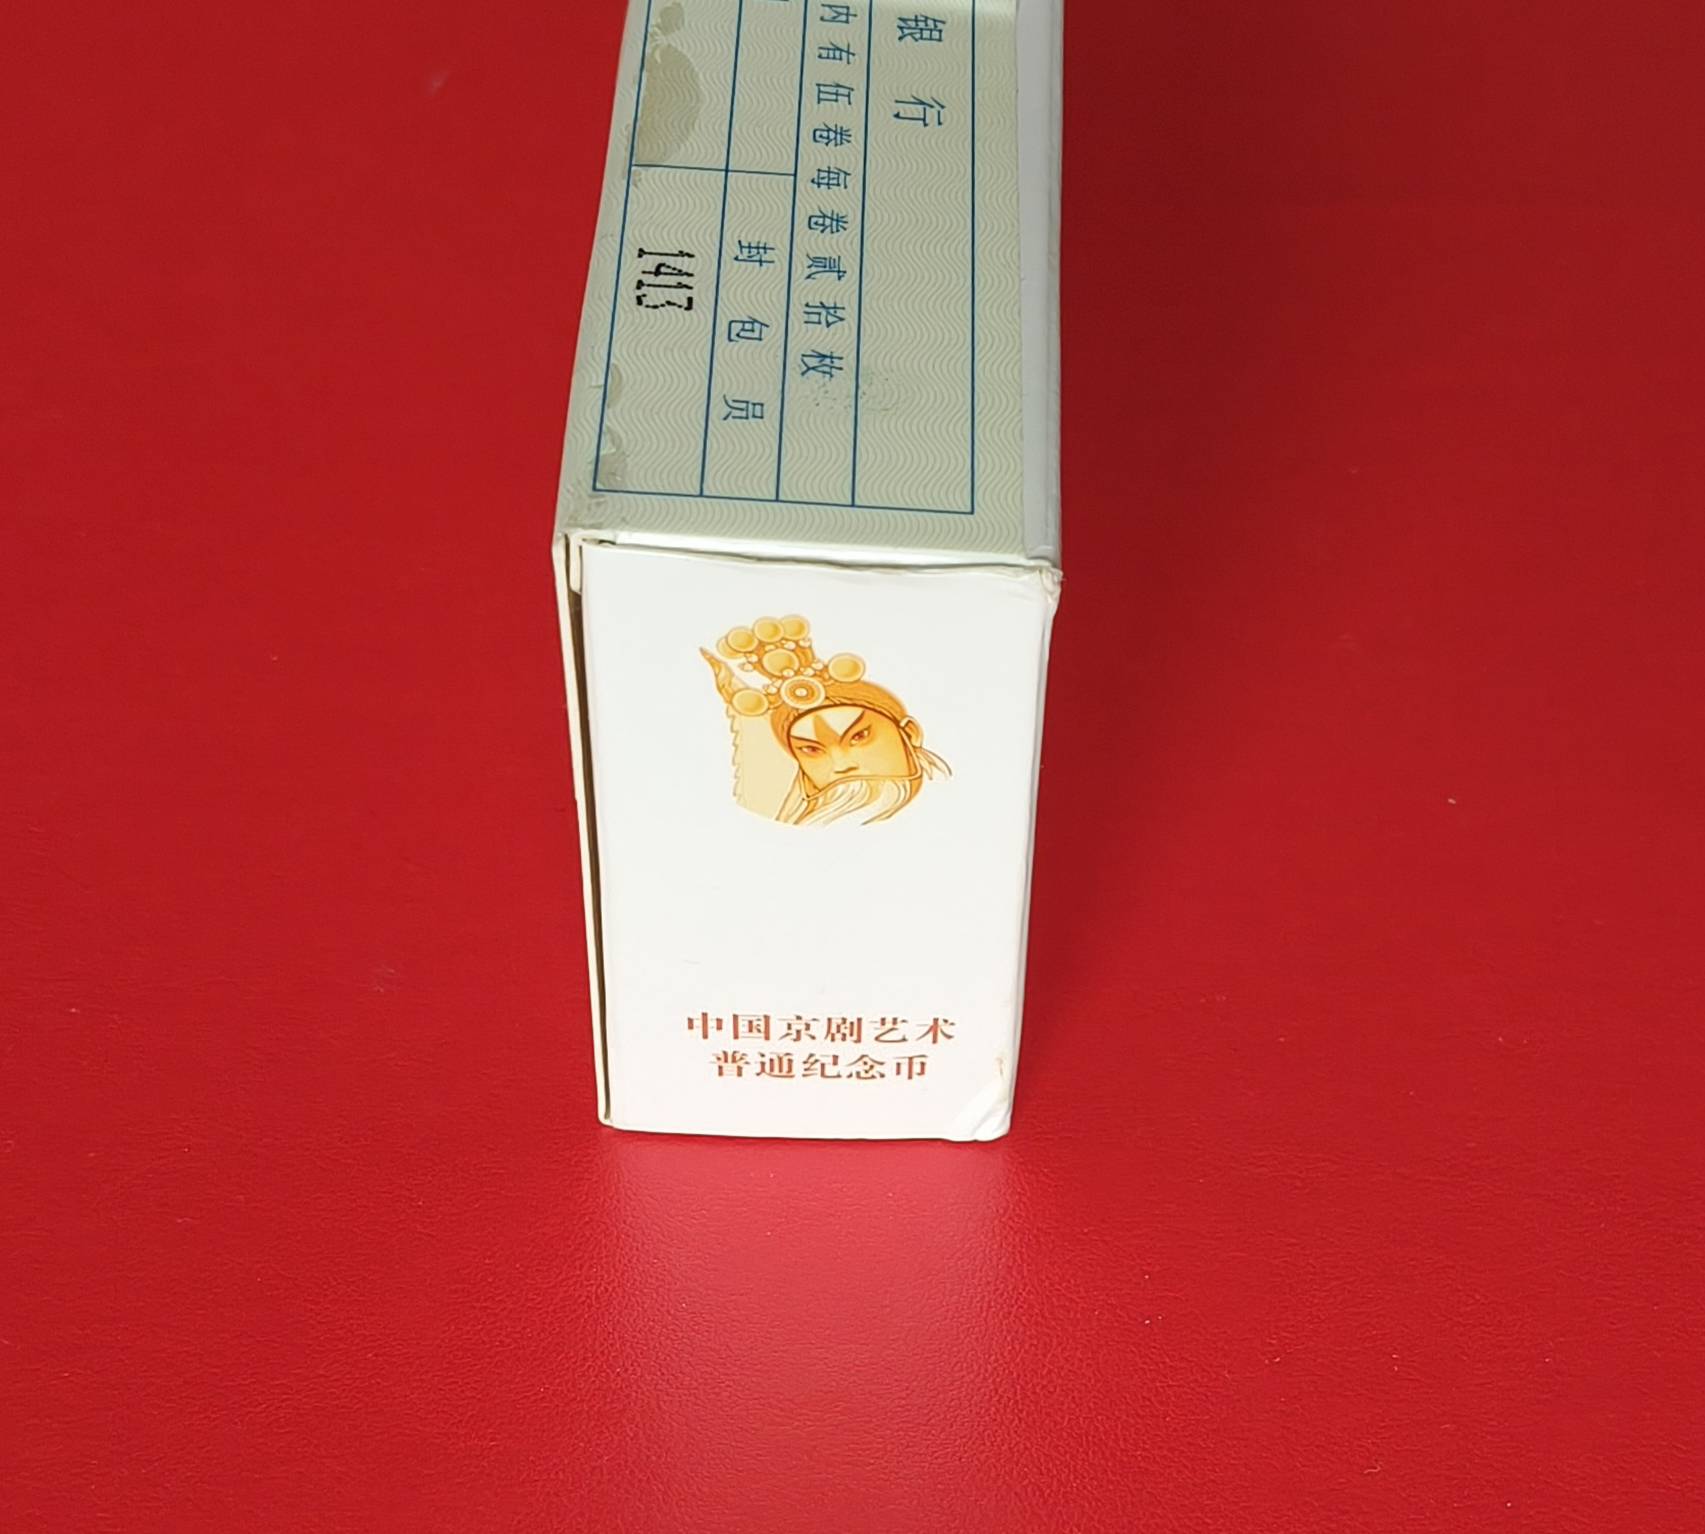 银行
内有伍卷每卷贰拾枚
封包员
1413
中国京剧艺术
普通纪念币